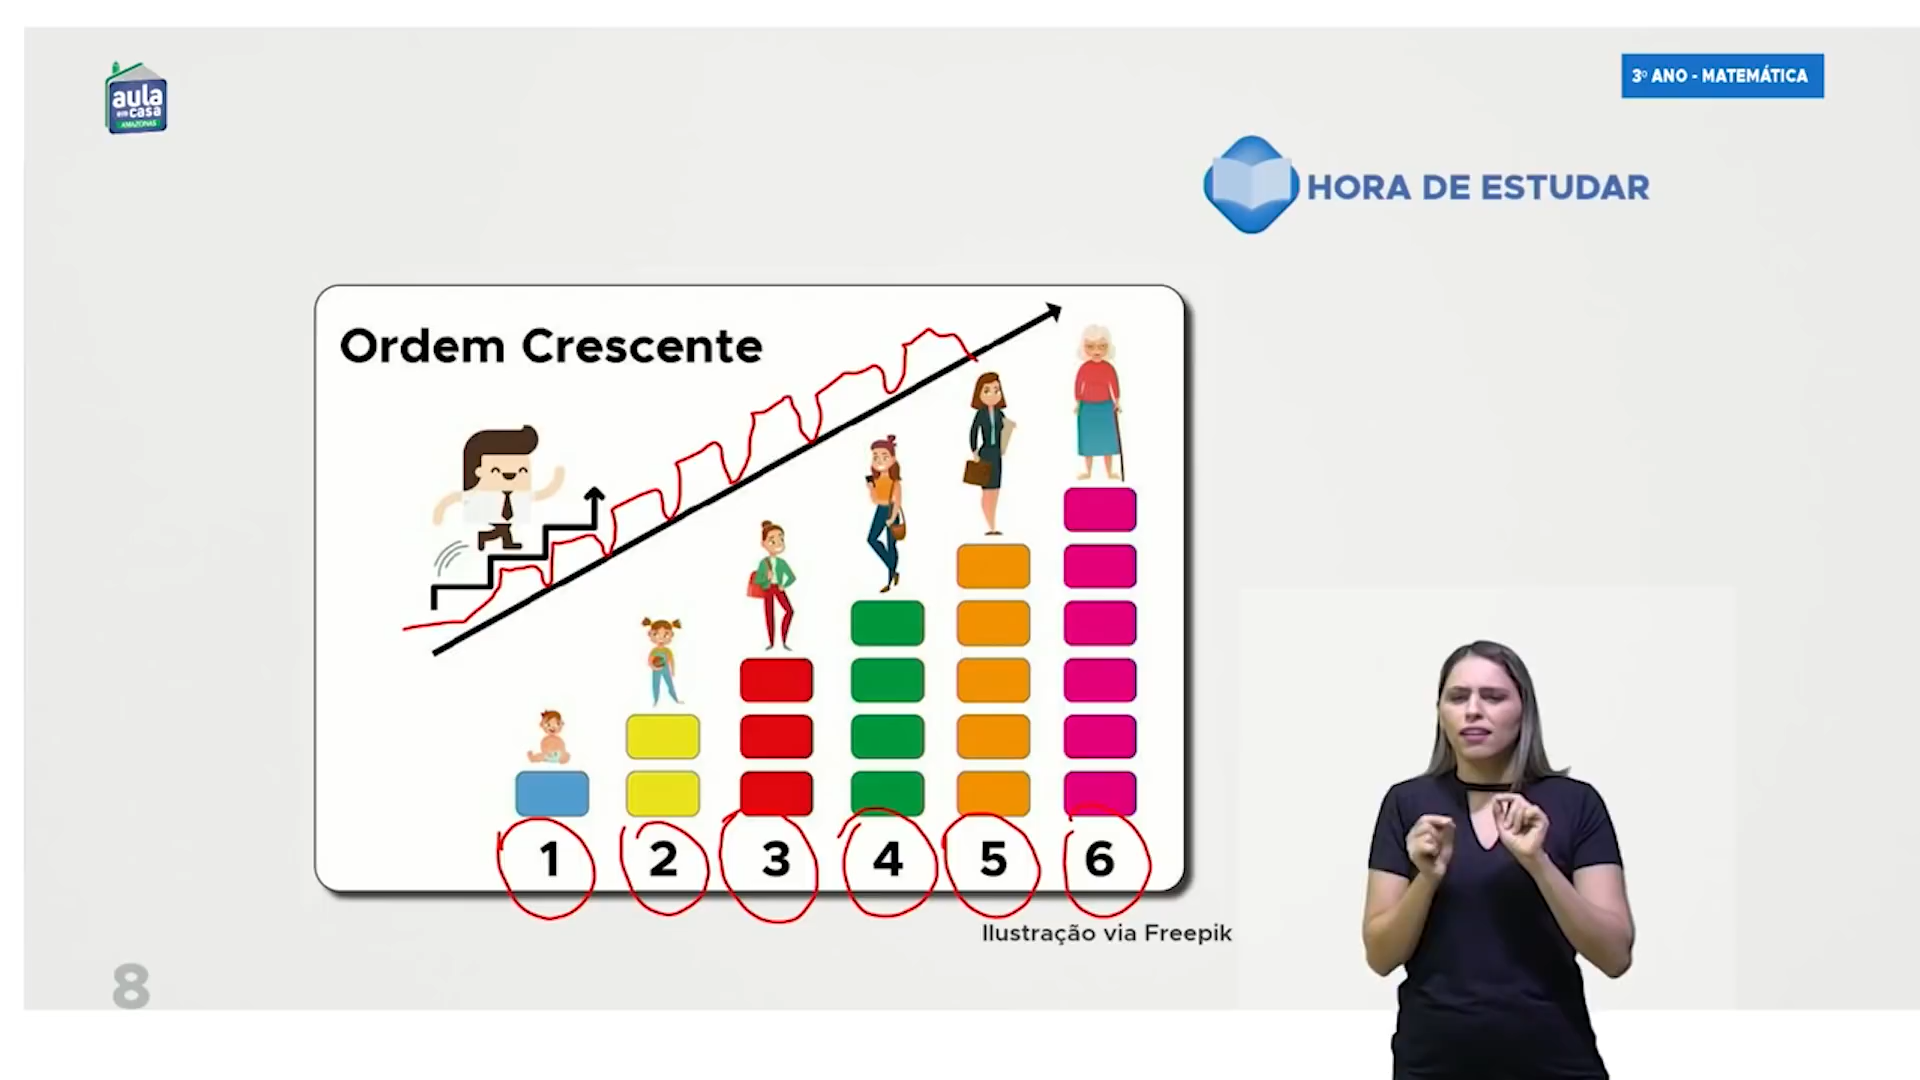 aula
em casa
AMAZONAS
3º ANO - MATEMÁTICA
HORA DE ESTUDAR
Ordem Crescente
1 2 3 4 5 6
Ilustração via Freepik
8